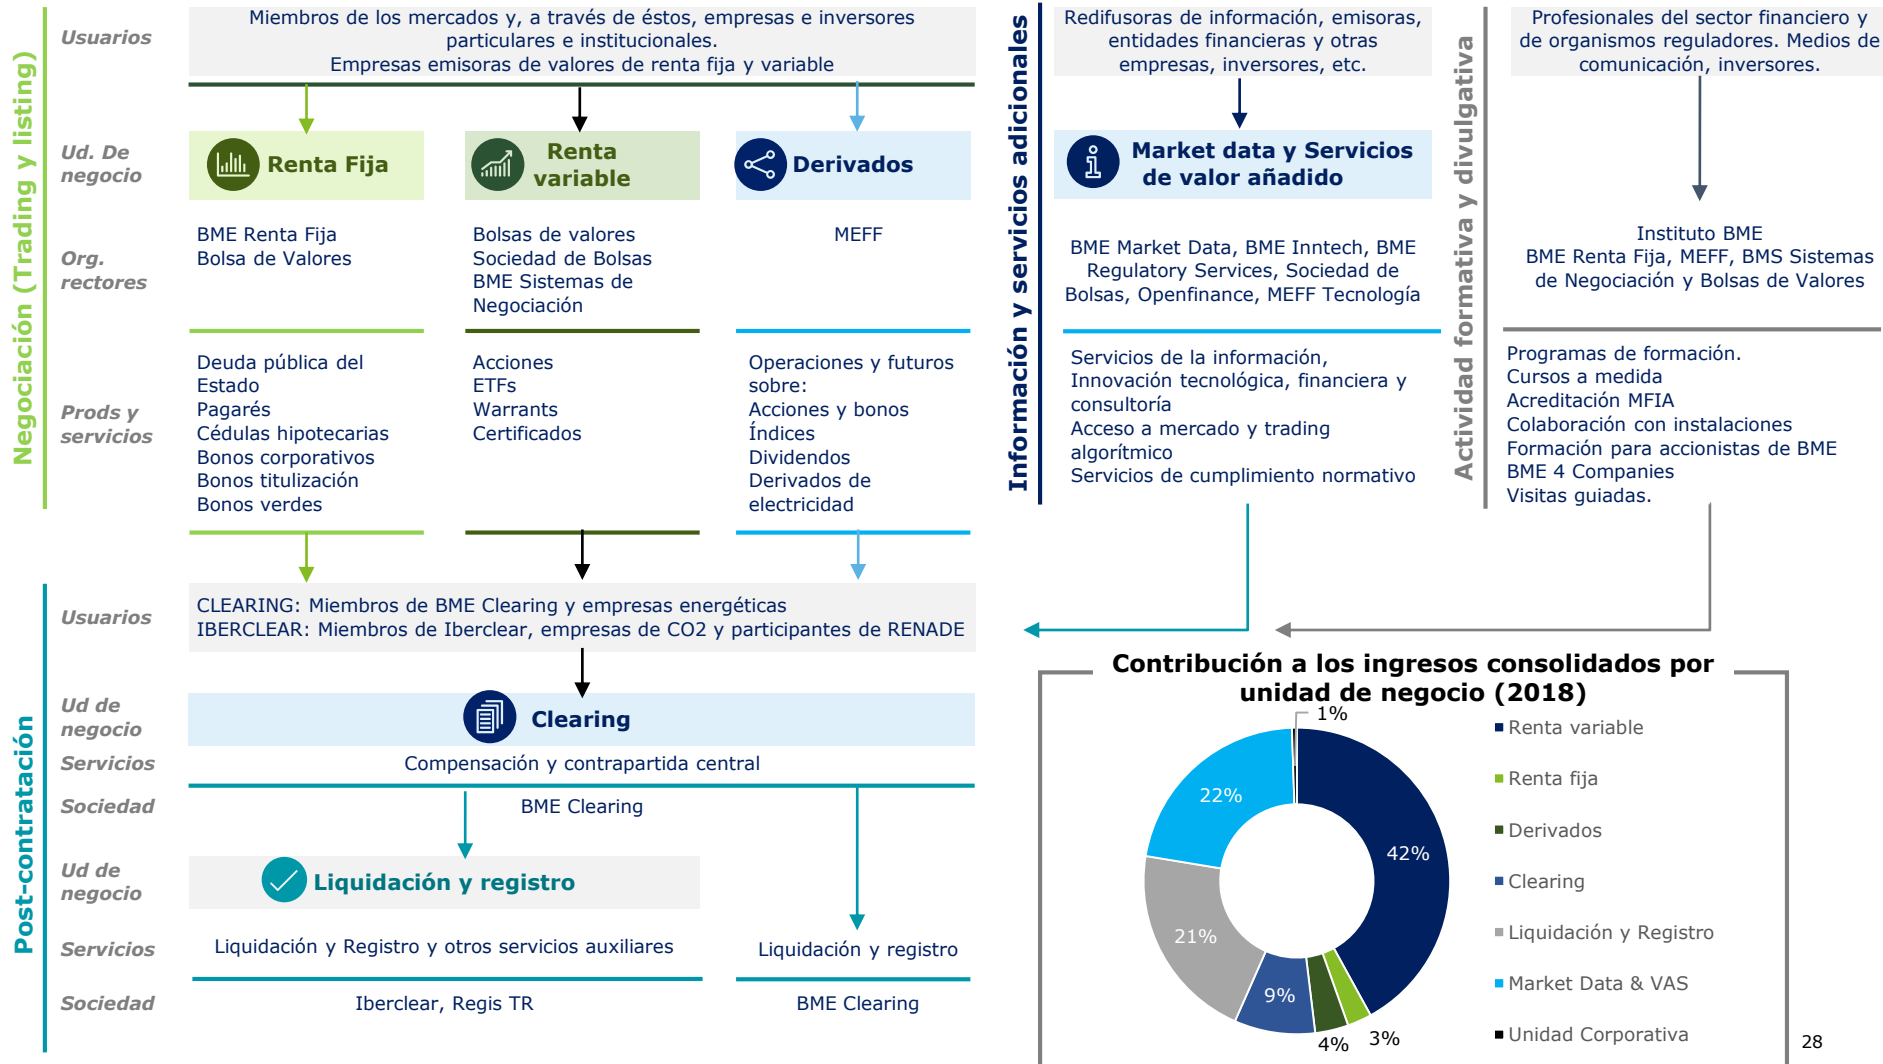 Negociación (Trading y listing)
Usuarios
Miembros de los mercados y, a través de éstos, empresas e inversores
particulares e institucionales.
Empresas emisoras de valores de renta fija y variable
Ud. De
negocio
Renta Fija
Renta
variable
Derivados
Org.
rectores
BME Renta Fija
Bolsa de Valores
Bolsas de valores
Sociedad de Bolsas
BME Sistemas de
Negociación
MEFF
Prods y
servicios
Deuda pública del
Estado
Pagarés
Cédulas hipotecarias
Bonos corporativos
Bonos titulización
Bonos verdes
Acciones
ETFs
Warrants
Certificados
Operaciones y futuros
sobre:
Acciones y bonos
Índices
Dividendos
Derivados de
electricidad
Información y servicios adicionales
Redifusoras de información, emisoras,
entidades financieras y otras
empresas, inversores, etc.
Market data y Servicios
de valor añadido
BME Market Data, BME Inntech, BME
Regulatory Services, Sociedad de
Bolsas, Openfinance, MEFF Tecnología
Servicios de la información,
Innovación tecnológica, financiera y
consultoría
Acceso a mercado y trading
algorítmico
Servicios de cumplimiento normativo
Actividad formativa y divulgativa
Profesionales del sector financiero y
de organismos reguladores. Medios de
comunicación, inversores.
Instituto BME
BME Renta Fija, MEFF, BMS Sistemas
de Negociación y Bolsas de Valores
Programas de formación.
Cursos a medida
Acreditación MFIA
Colaboración con instalaciones
Formación para accionistas de BME
BME 4 Companies
Visitas guiadas.
Post-contratación
Usuarios
CLEARING: Miembros de BME Clearing y empresas energéticas
IBERCLEAR: Miembros de Iberclear, empresas de CO2 y participantes de RENADE
Ud de
negocio
Clearing
Servicios
Compensación y contrapartida central
Sociedad
BME Clearing
Ud de
negocio
Liquidación y registro
Servicios
Liquidación y Registro y otros servicios auxiliares
Liquidación y registro
Sociedad
Iberclear, Regis TR
BME Clearing
Contribución a los ingresos consolidados por
unidad de negocio (2018)
1%
22%
42%
21%
9%
4%
3%
Renta variable
Renta fija
Derivados
Clearing
Liquidación y Registro
Market Data & VAS
Unidad Corporativa
28